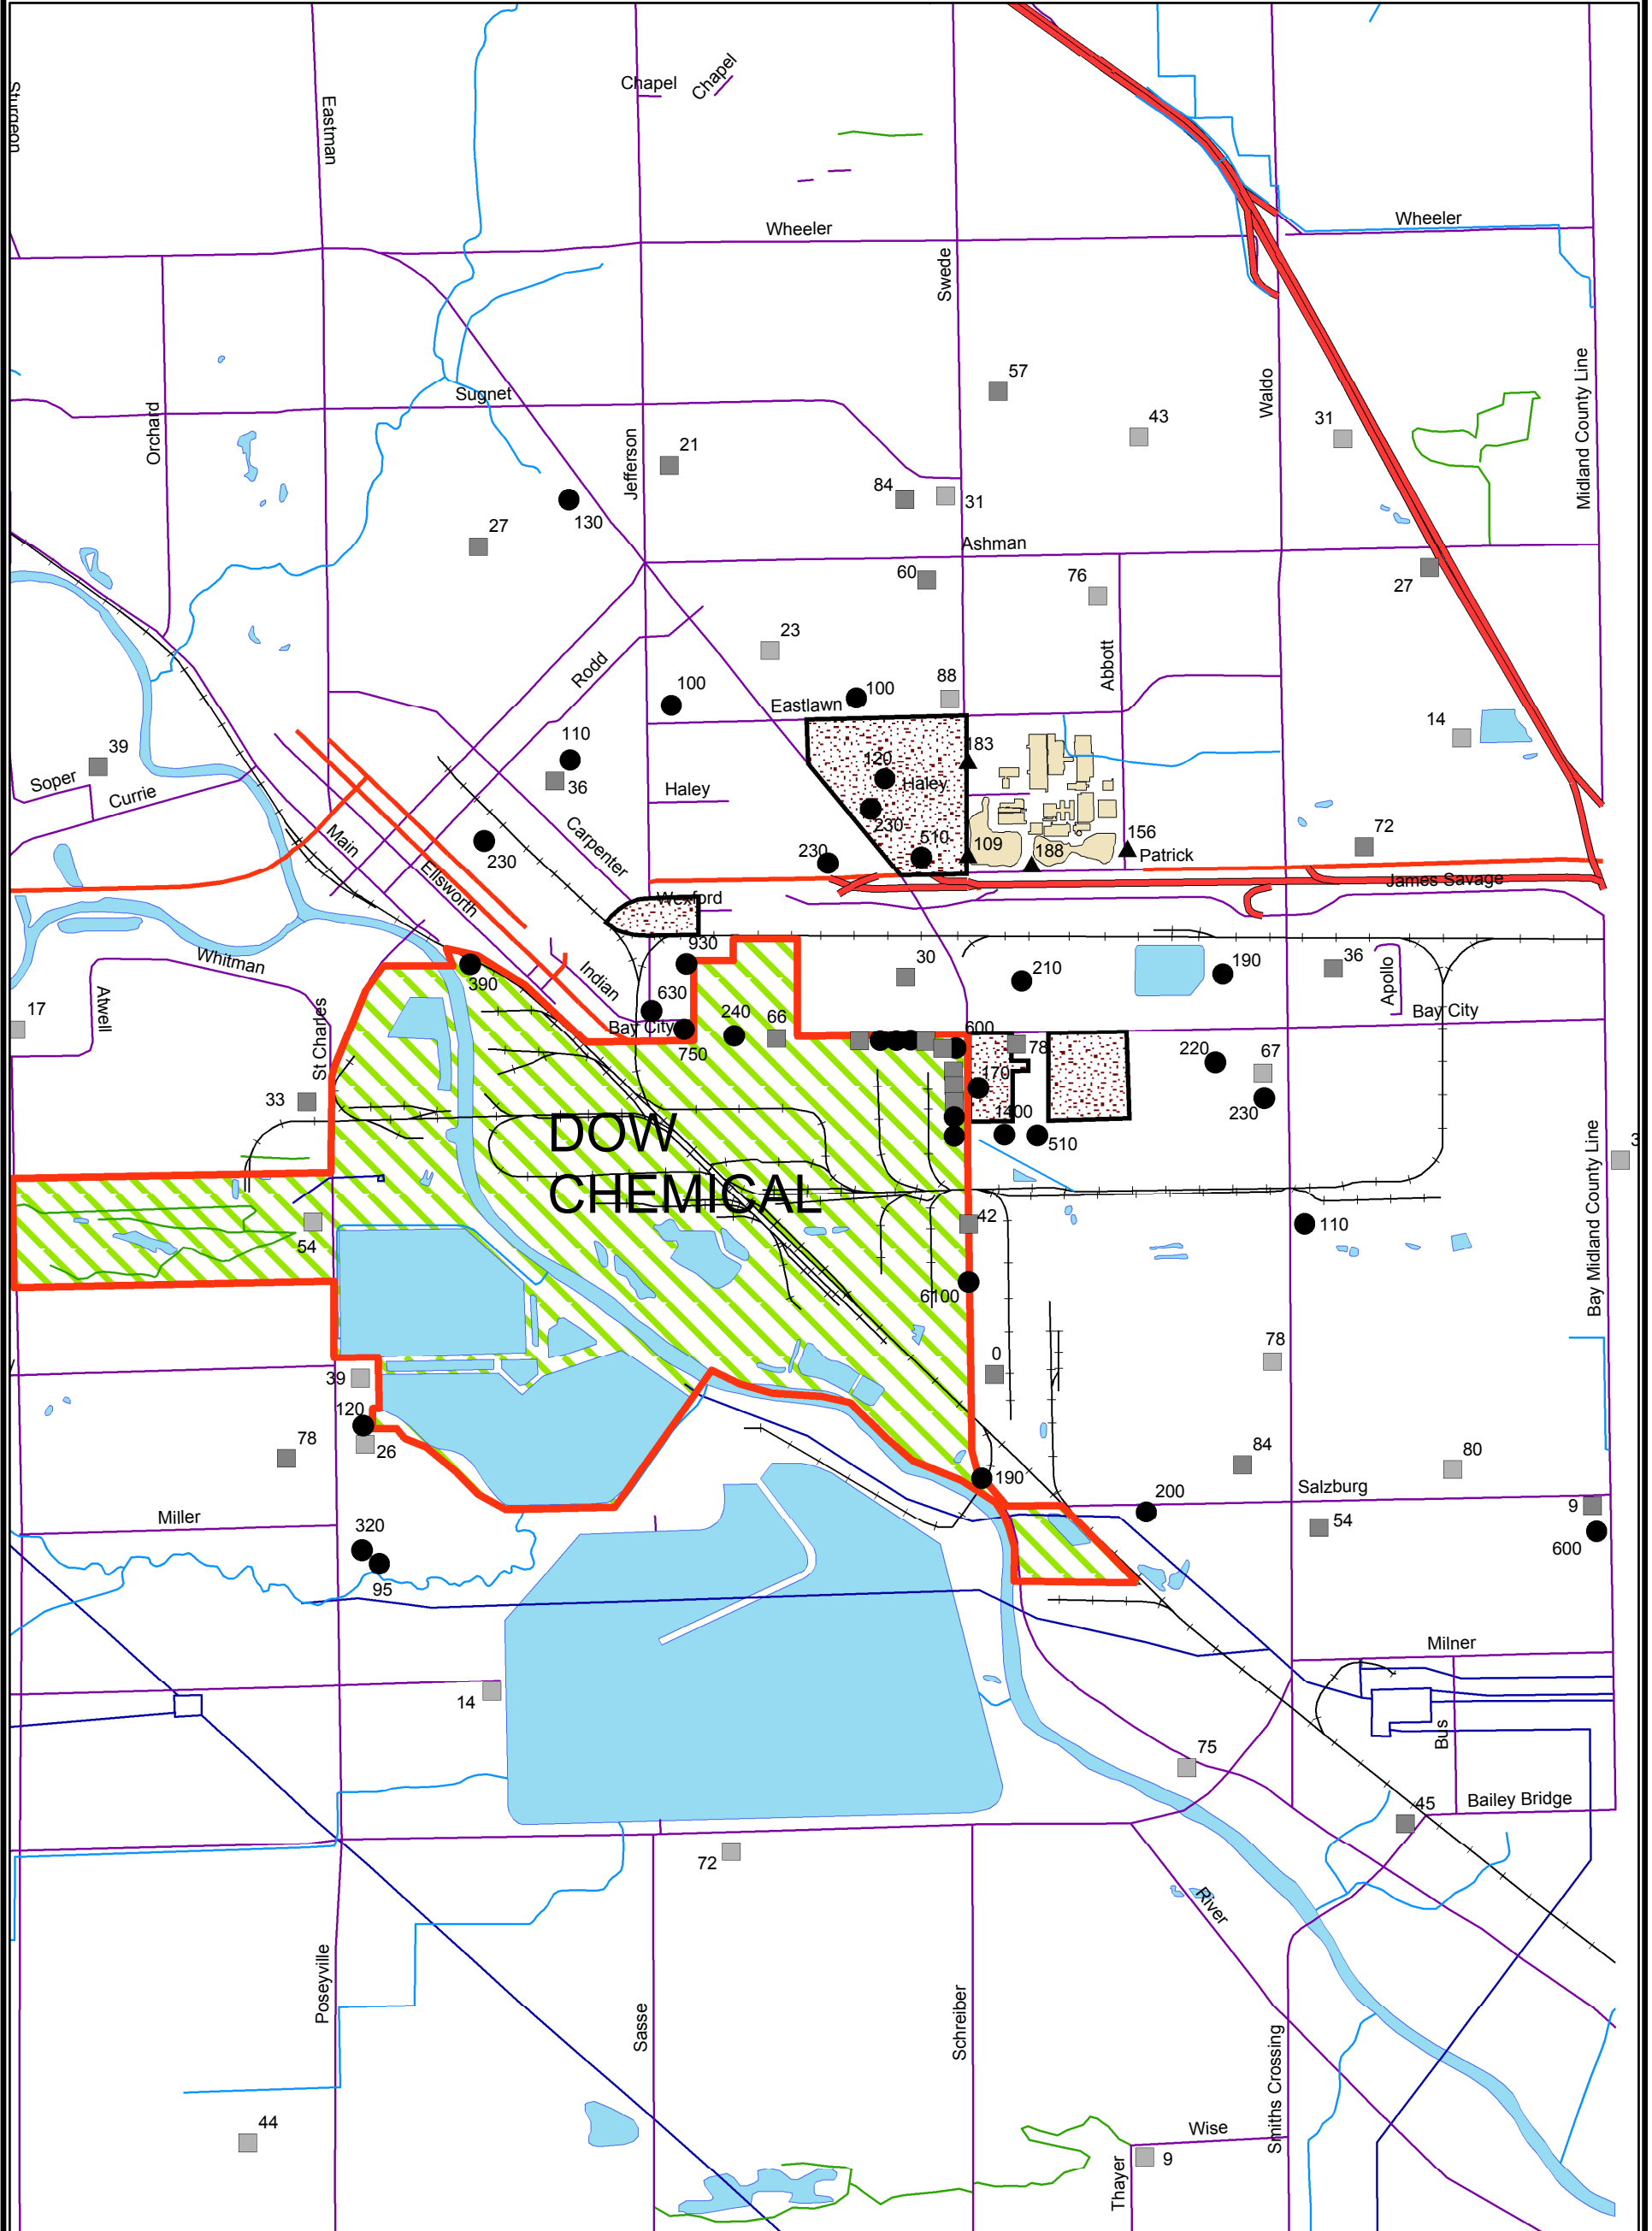 Chapel
Chapel
Sturgeon
Eastman
Wheeler
Wheeler
Swede
57
Midland County Line
Sugnet
Waldo
Orchard
43
31
Jefferson
21
84
31
130
27
Ashman
60
76
27
23
Abbott
Rodd
100
100
88
Eastlawn
14
110
183
39
120
Soper
36
Haley
Haley
Currie
Carpenter
230
72
Main
156
510
109
230
230
188
Patrick
Ellsworth
James Savage
Wexford
930
Whitman
30
36
190
390
Indian
210
Apollo
17
Atwell
630
240
66
Bay City
St Charles
Bay City
600
750
78
220
67
170
33
1400
230
DOW
510
3
CHEMICAL
Bay Midland County Line
42
110
54
6100
78
0
39
120
78
26
84
80
190
Salzburg
200
Miller
9
54
320
600
95
Milner
14
Bus
75
45
Bailey Bridge
72
River
Poseyville
Sasse
Schreiber
Smiths Crossing
44
Wise
9
Thayer